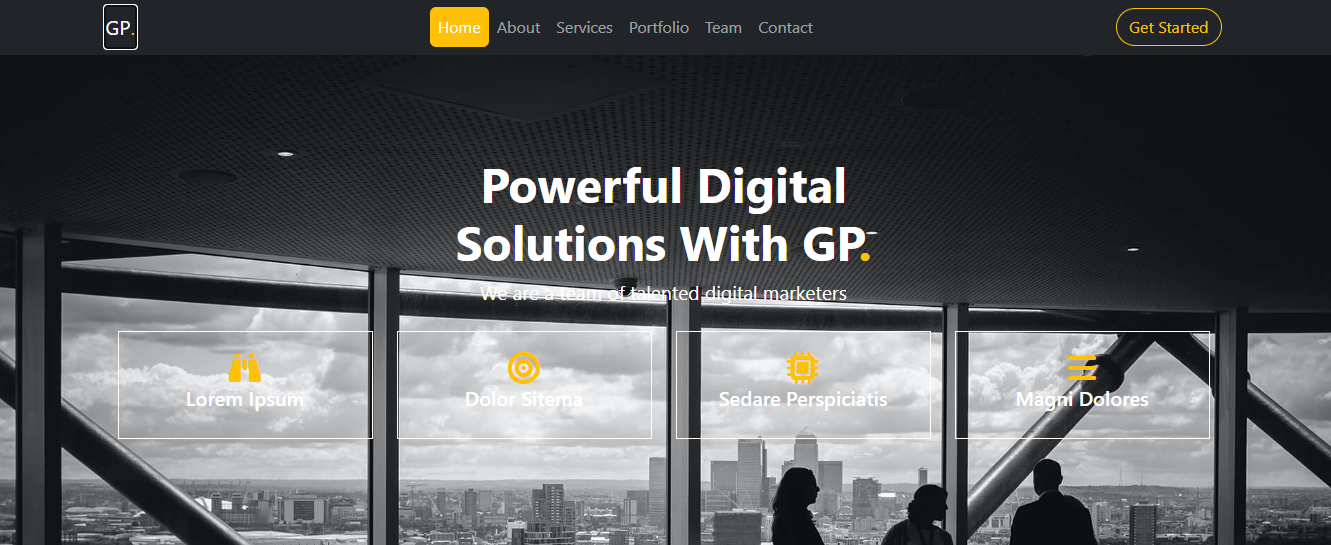 GP.
Home About Services Portfolio Team Contact
Get Started
Powerful Digital
Solutions With GP.
We are a team of talented digital marketers
Lorem Ipsum
Dolor Sitema
Sedare Perspiciatis
Magni Dolores